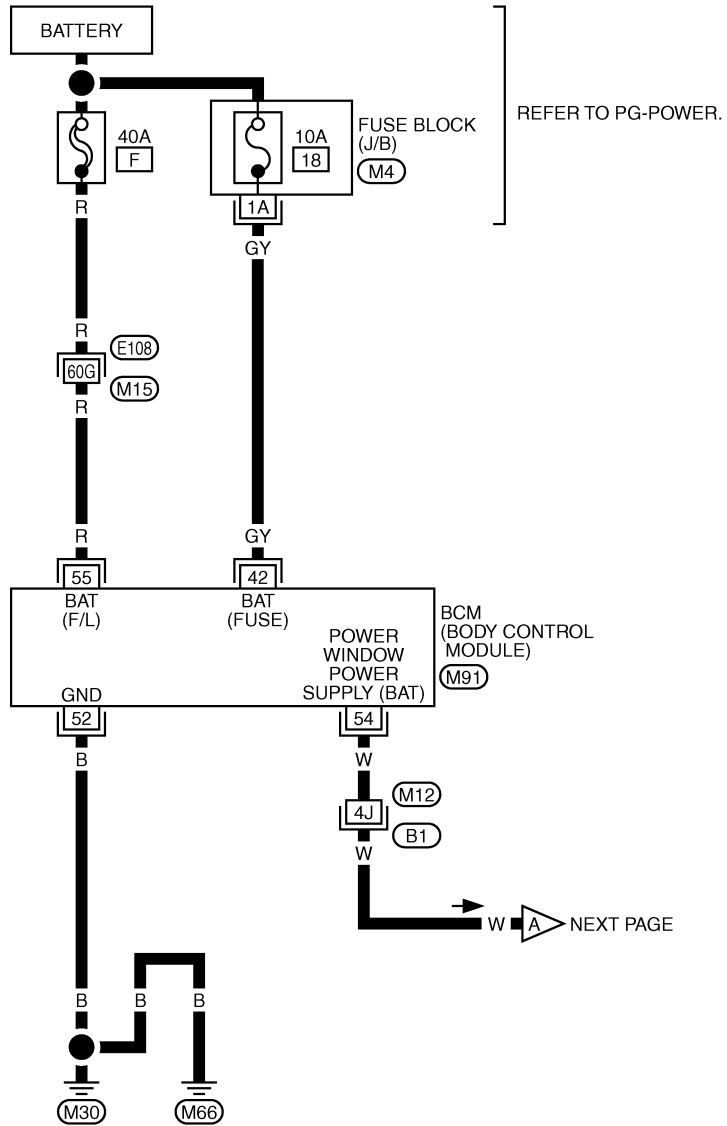 BATTERY
REFER TO PG-POWER.
40A
F
10A
18
FUSE BLOCK
(J/B)
M4
R
1A
GY
R
E108
60G
M15
R
R
GY
55
42
BAT
(F/L)
BAT
(FUSE)
BCM
(BODY CONTROL
MODULE)
M91
POWER
WINDOW
POWER
SUPPLY (BAT)
GND
52
54
B
W
M12
4J
B1
W
W
A
NEXT PAGE
B
B
B
M30
M66